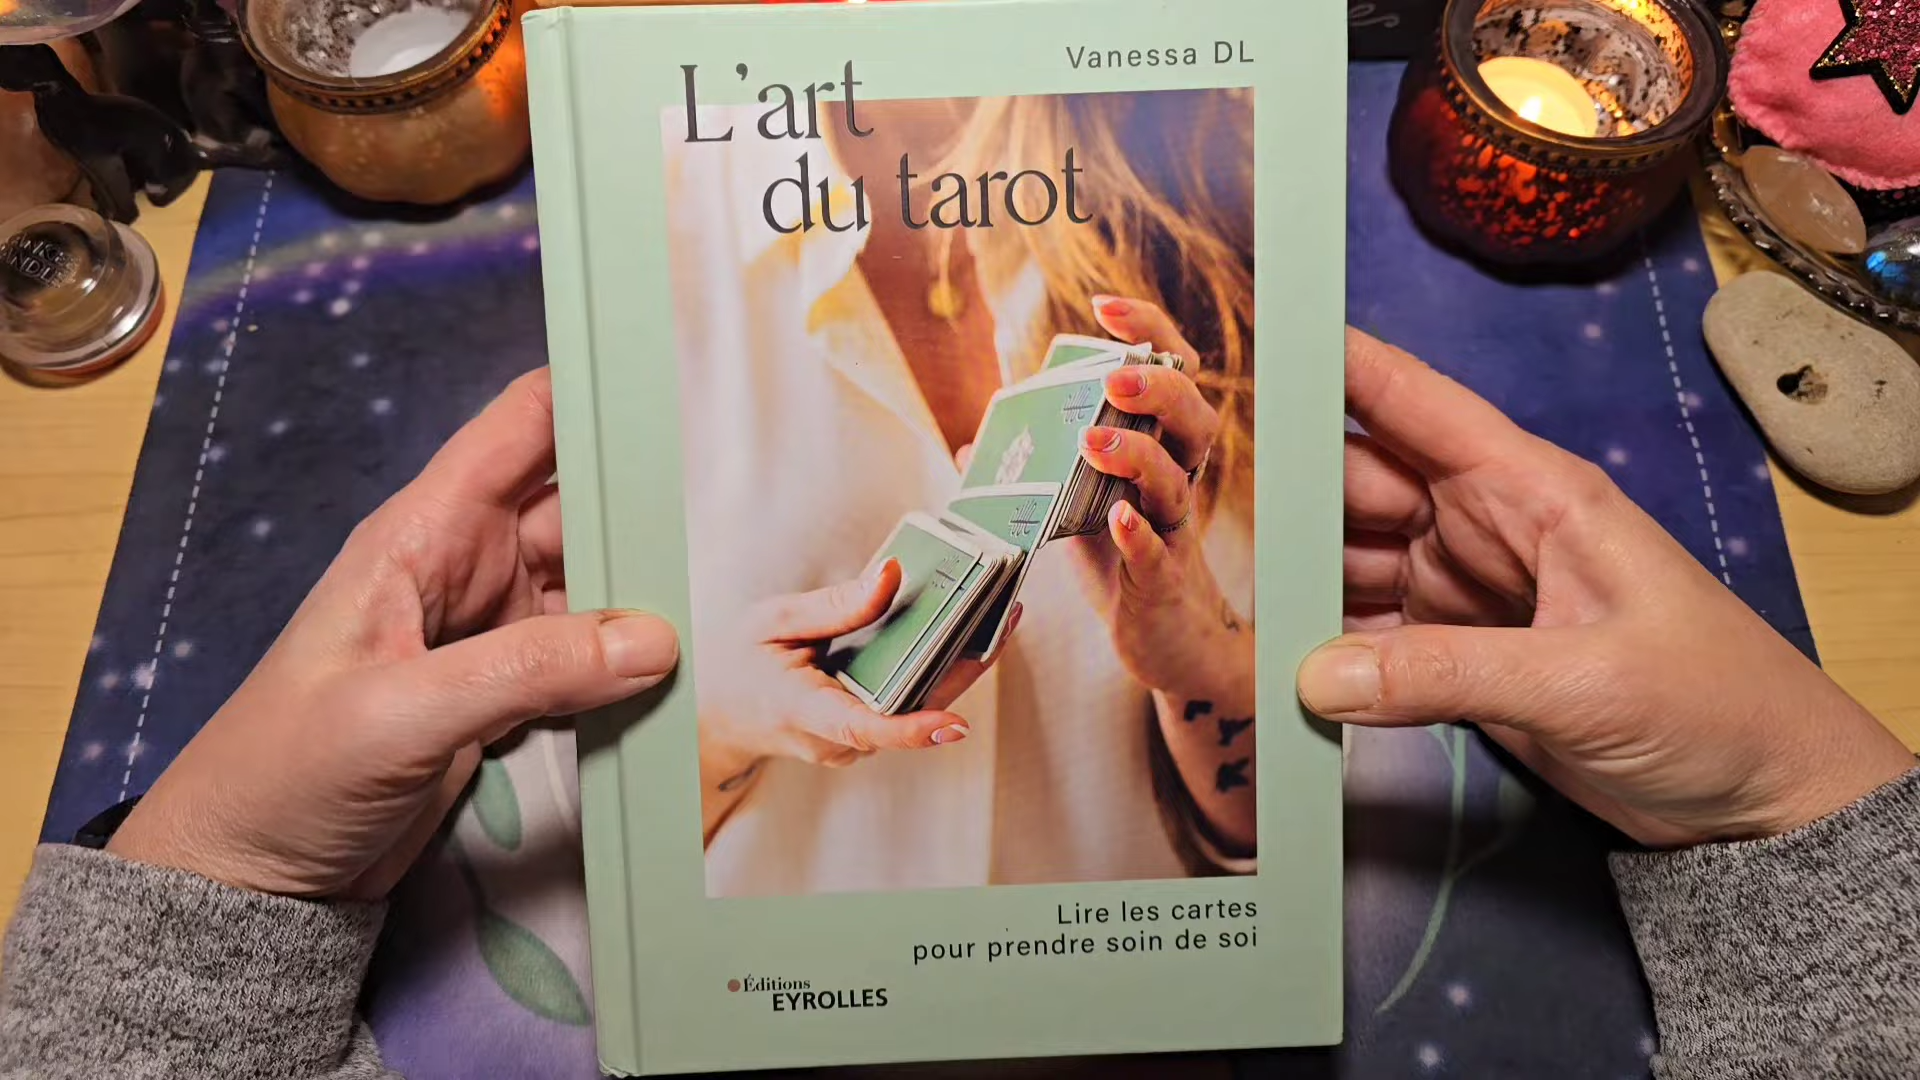 Vanessa DL
L'art
du tarot
Lire les cartes
pour prendre soin de soi
Éditions
EYROLLES